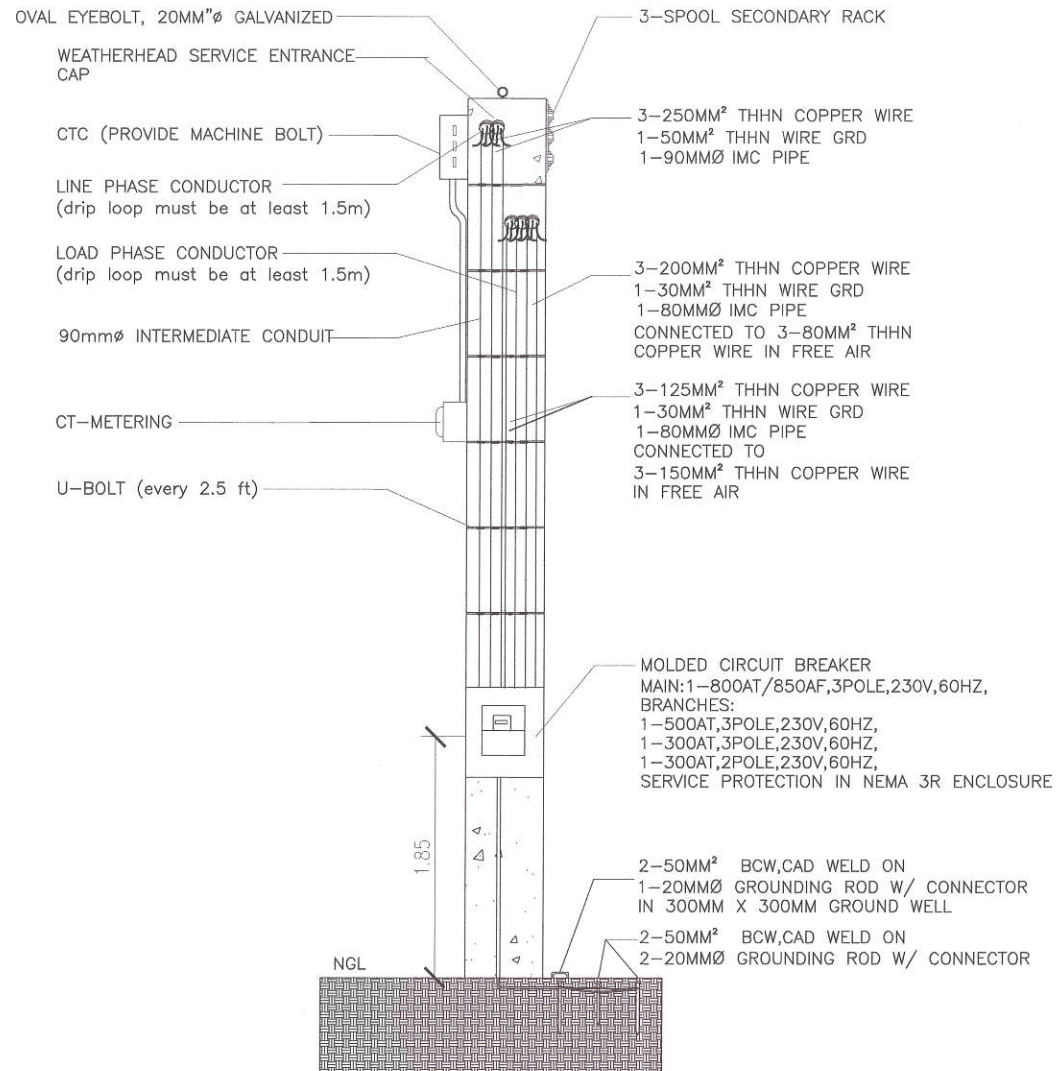 OVAL EYEBOLT, 20MM"ø GALVANIZED
WEATHERHEAD SERVICE ENTRANCE
CAP
CTC (PROVIDE MACHINE BOLT)
LINE PHASE CONDUCTOR
(drip loop must be at least 1.5m)
LOAD PHASE CONDUCTOR
(drip loop must be at least 1.5m)
90mmø INTERMEDIATE CONDUIT
CT-METERING
U-BOLT (every 2.5 ft)
3-SPOOL SECONDARY RACK
3-250MM² THHN COPPER WIRE
1-50MM² THHN WIRE GRD
1-90MMØ IMC PIPE
3-200MM² THHN COPPER WIRE
1-30MM² THHN WIRE GRD
1-80MMØ IMC PIPE
CONNECTED TO 3-80MM² THHN
COPPER WIRE IN FREE AIR
3-125MM² THHN COPPER WIRE
1-30MM² THHN WIRE GRD
1-80MMØ IMC PIPE
CONNECTED TO
3-150MM² THHN COPPER WIRE
IN FREE AIR
MOLDED CIRCUIT BREAKER
MAIN:1-800AT/850AF,3POLE,230V,60HZ,
BRANCHES:
1-500AT,3POLE,230V,60HZ,
1-300AT,3POLE,230V,60HZ,
1-300AT,2POLE,230V,60HZ,
SERVICE PROTECTION IN NEMA 3R ENCLOSURE
1.85
2-50MM² BCW,CAD WELD ON
1-20MMØ GROUNDING ROD W/ CONNECTOR
IN 300MM X 300MM GROUND WELL
2-50MM² BCW,CAD WELD ON
2-20MMØ GROUNDING ROD W/ CONNECTOR
NGL